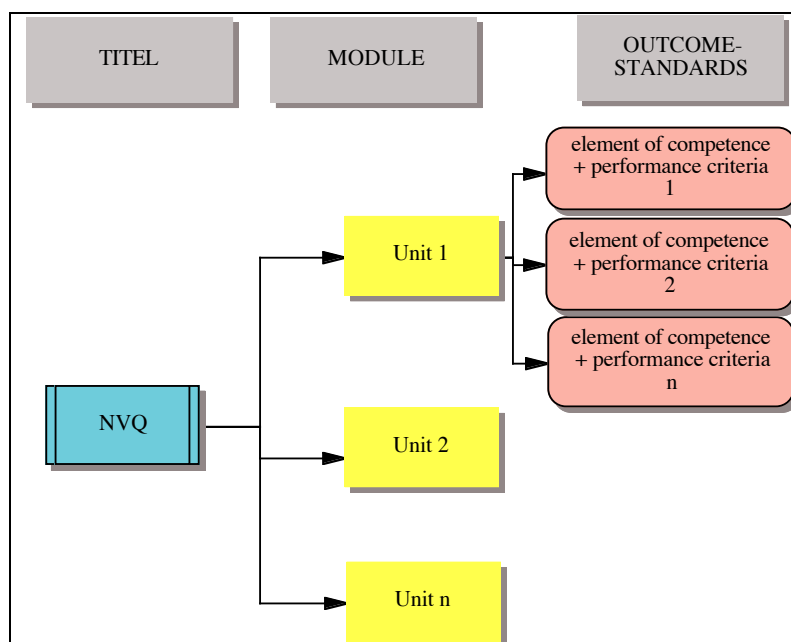 TITEL
MODULE
OUTCOME-
STANDARDS
element of competence
+ performance criteria
1
Unit 1
element of competence
+ performance criteria
2
element of competence
+ performance criteria
n
NVQ
Unit 2
Unit n